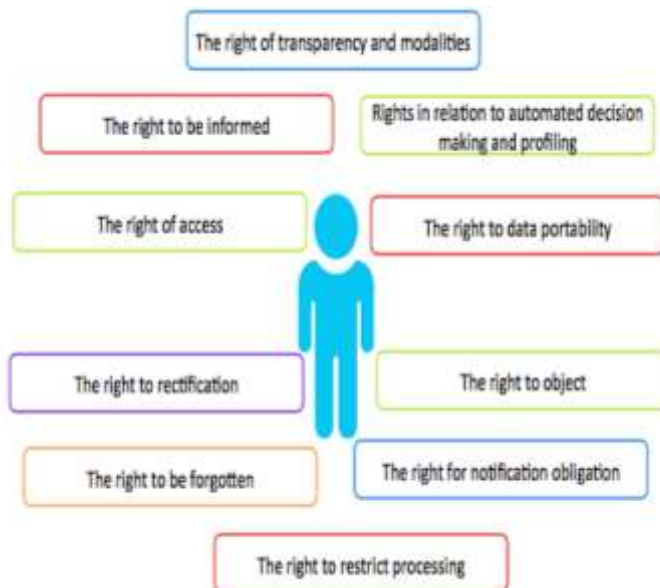 The right of transparency and modalities
The right to be informed
Rights in relation to automated decision
making and profiling
The right of access
The right to data portability
The right to rectification
The right to object
The right to be forgotten
The right for notification obligation
The right to restrict processing